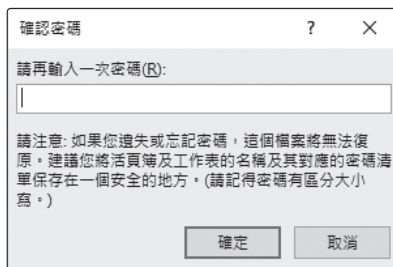 確認密碼 ? ×
請再輸入一次密碼(R):
請注意: 如果您遺失或忘記密碼，這個檔案將無法復
原。建議您將活頁簿及工作表的名稱及其對應的密碼清
單保存在一個安全的地方。(請記得密碼有區分大小
寫。)
確定 取消